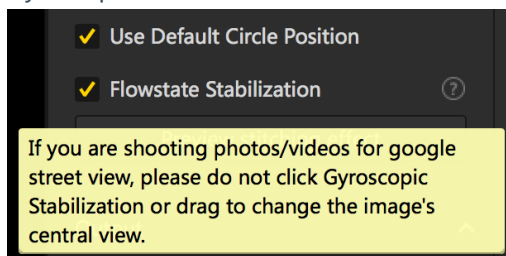 Use Default Circle Position
Flowstate Stabilization ?
If you are shooting photos/videos for google
street view, please do not click Gyroscopic
Stabilization or drag to change the image's
central view.